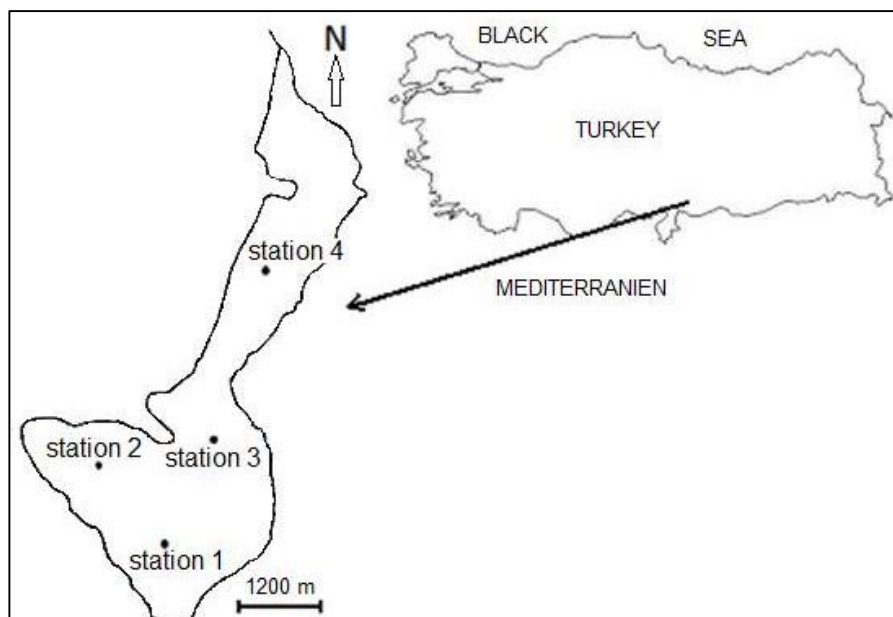 N
BLACK SEA
TURKEY
station 4
MEDITERRANIEN
station 2
station 3
station 1
1200 m